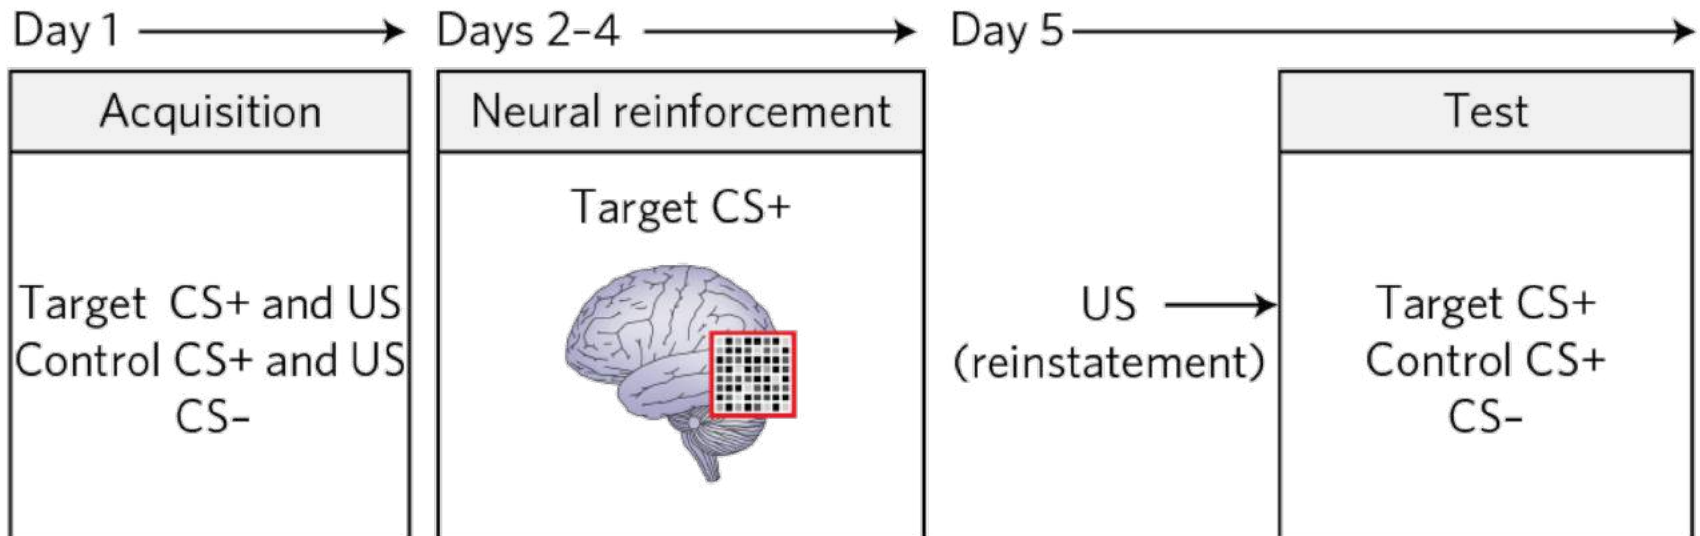 Day 1
Days 2–4
Day 5
Acquisition
Neural reinforcement
Test
Target CS+ and US
Control CS+ and US
CS–
Target CS+
US
(reinstatement)
Target CS+
Control CS+
CS–